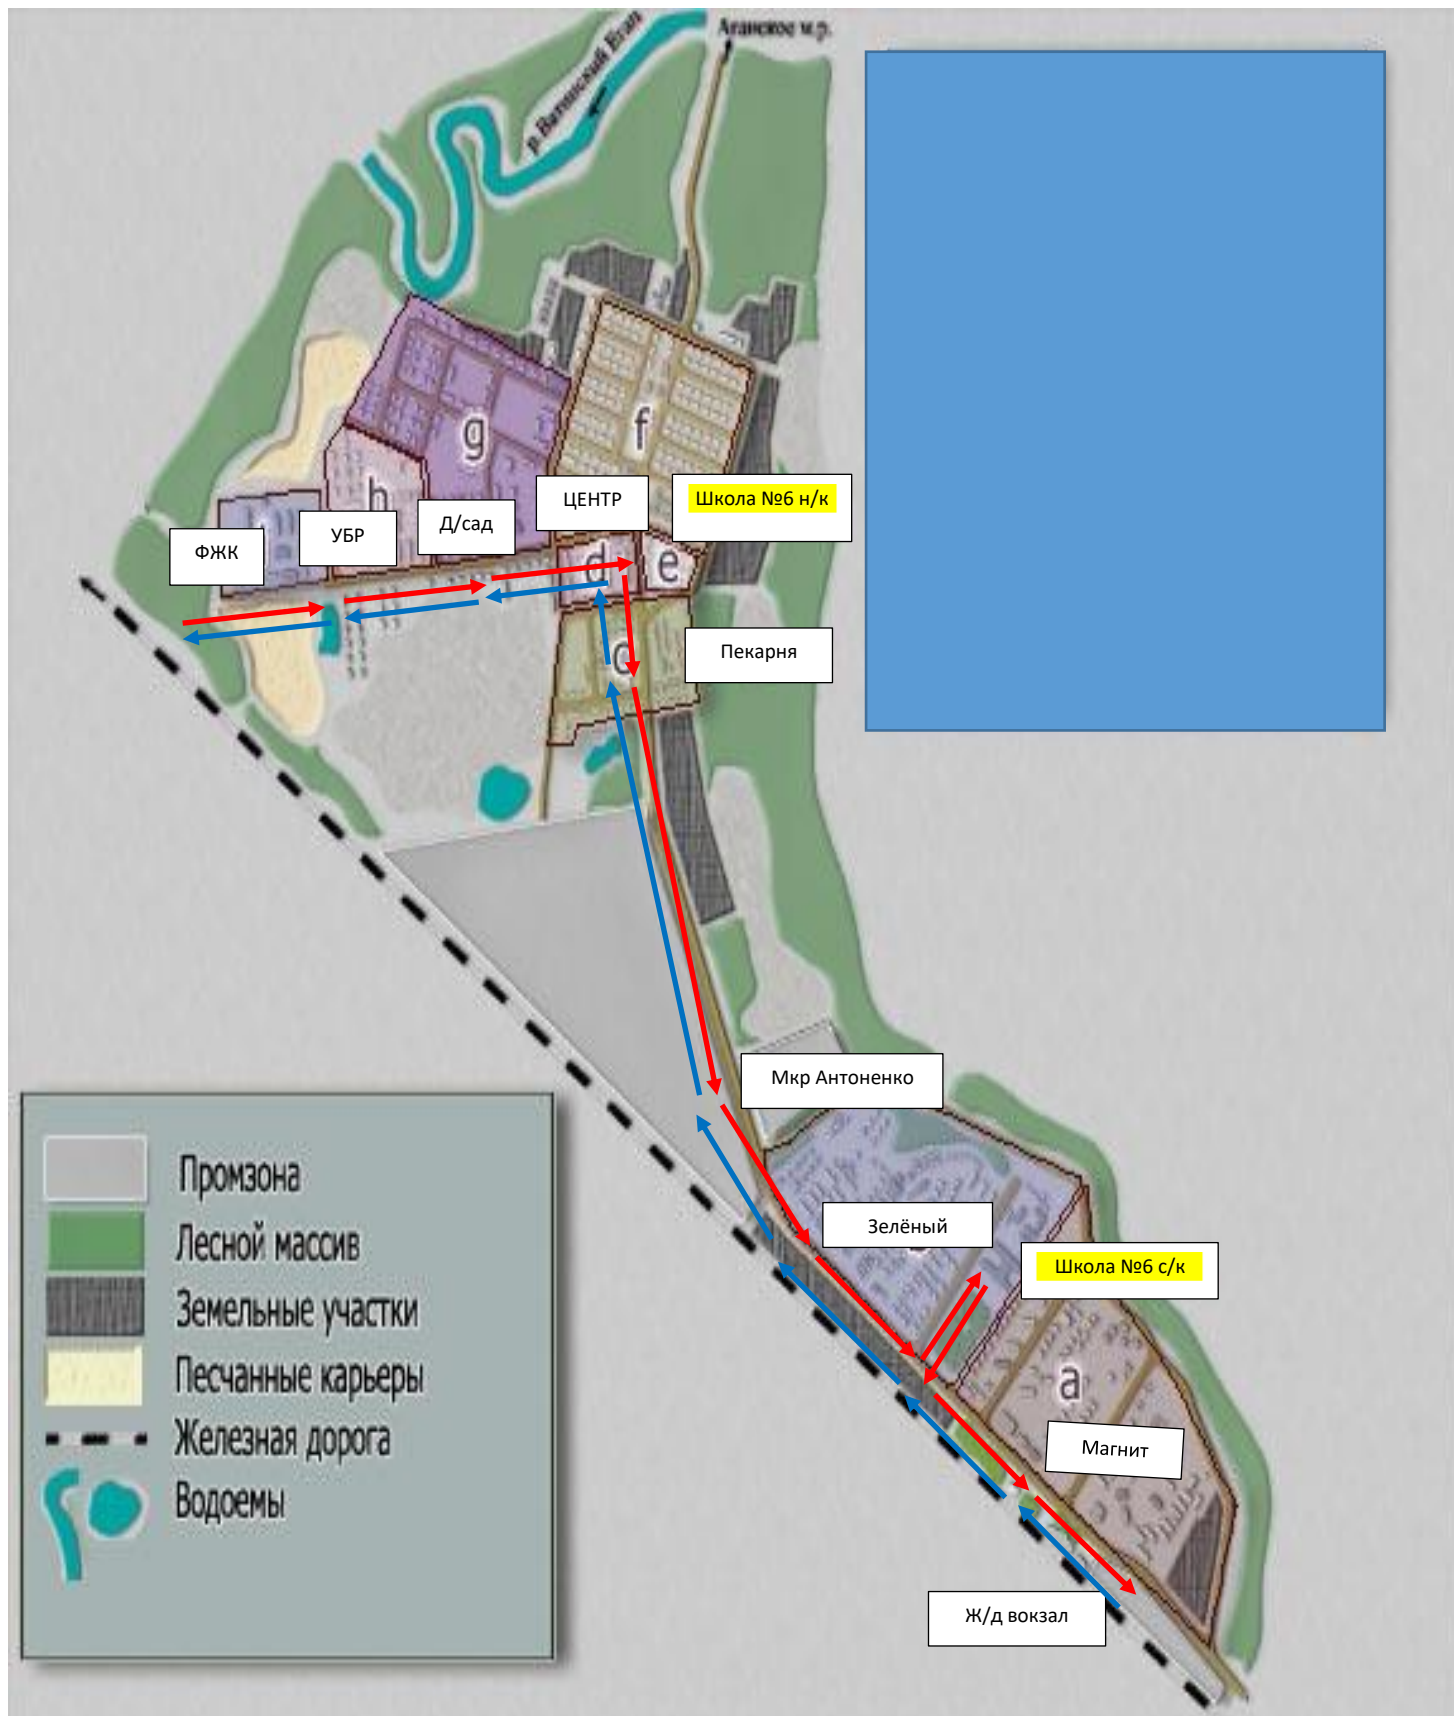 Аганское м.р.
р.Ватинский Еган
g
f
h
ЦЕНТР
Школа №6 н/к
Д/сад
УБР
ФЖК
d
e
c
Пекарня
Мкр Антоненко
Зелёный
Школа №6 с/к
a
Магнит
Ж/д вокзал
Промзона
Лесной массив
Земельные участки
Песчанные карьеры
Железная дорога
Водоемы